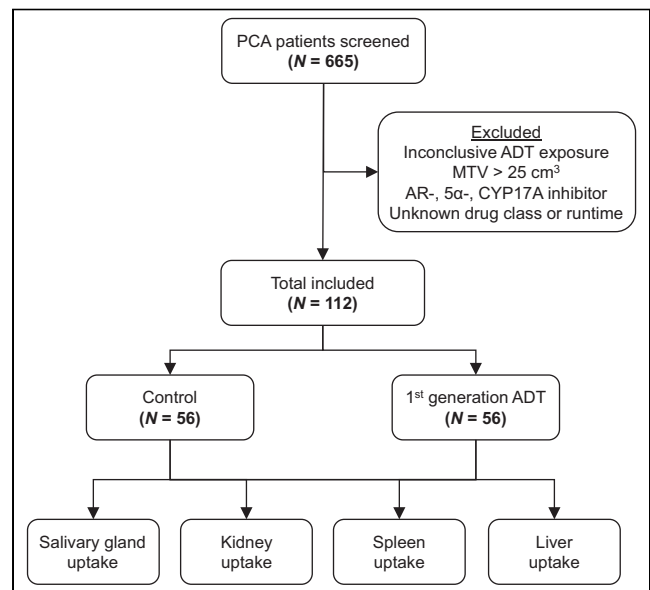 PCA patients screened
(N = 665)
Excluded
Inconclusive ADT exposure
MTV > 25 cm³
AR-, 5α-, CYP17A inhibitor
Unknown drug class or runtime
Total included
(N = 112)
Control
(N = 56)
1st generation ADT
(N = 56)
Salivary gland
uptake
Kidney
uptake
Spleen
uptake
Liver
uptake